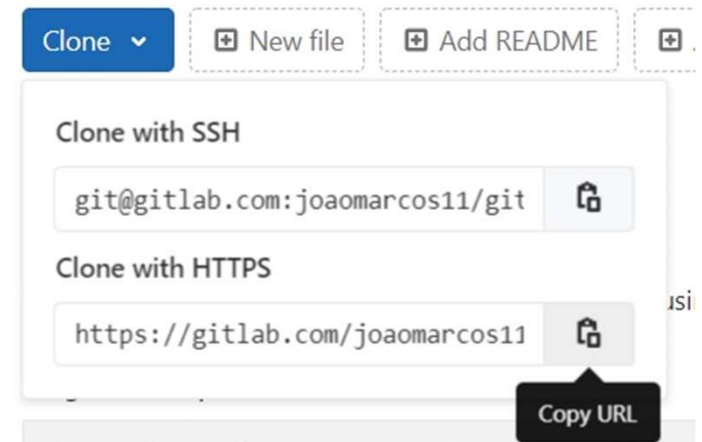 Clone New file Add README
Clone with SSH
git@gitlab.com:joaomarcos11/git
Clone with HTTPS
https://gitlab.com/joaomarcos11
Copy URL